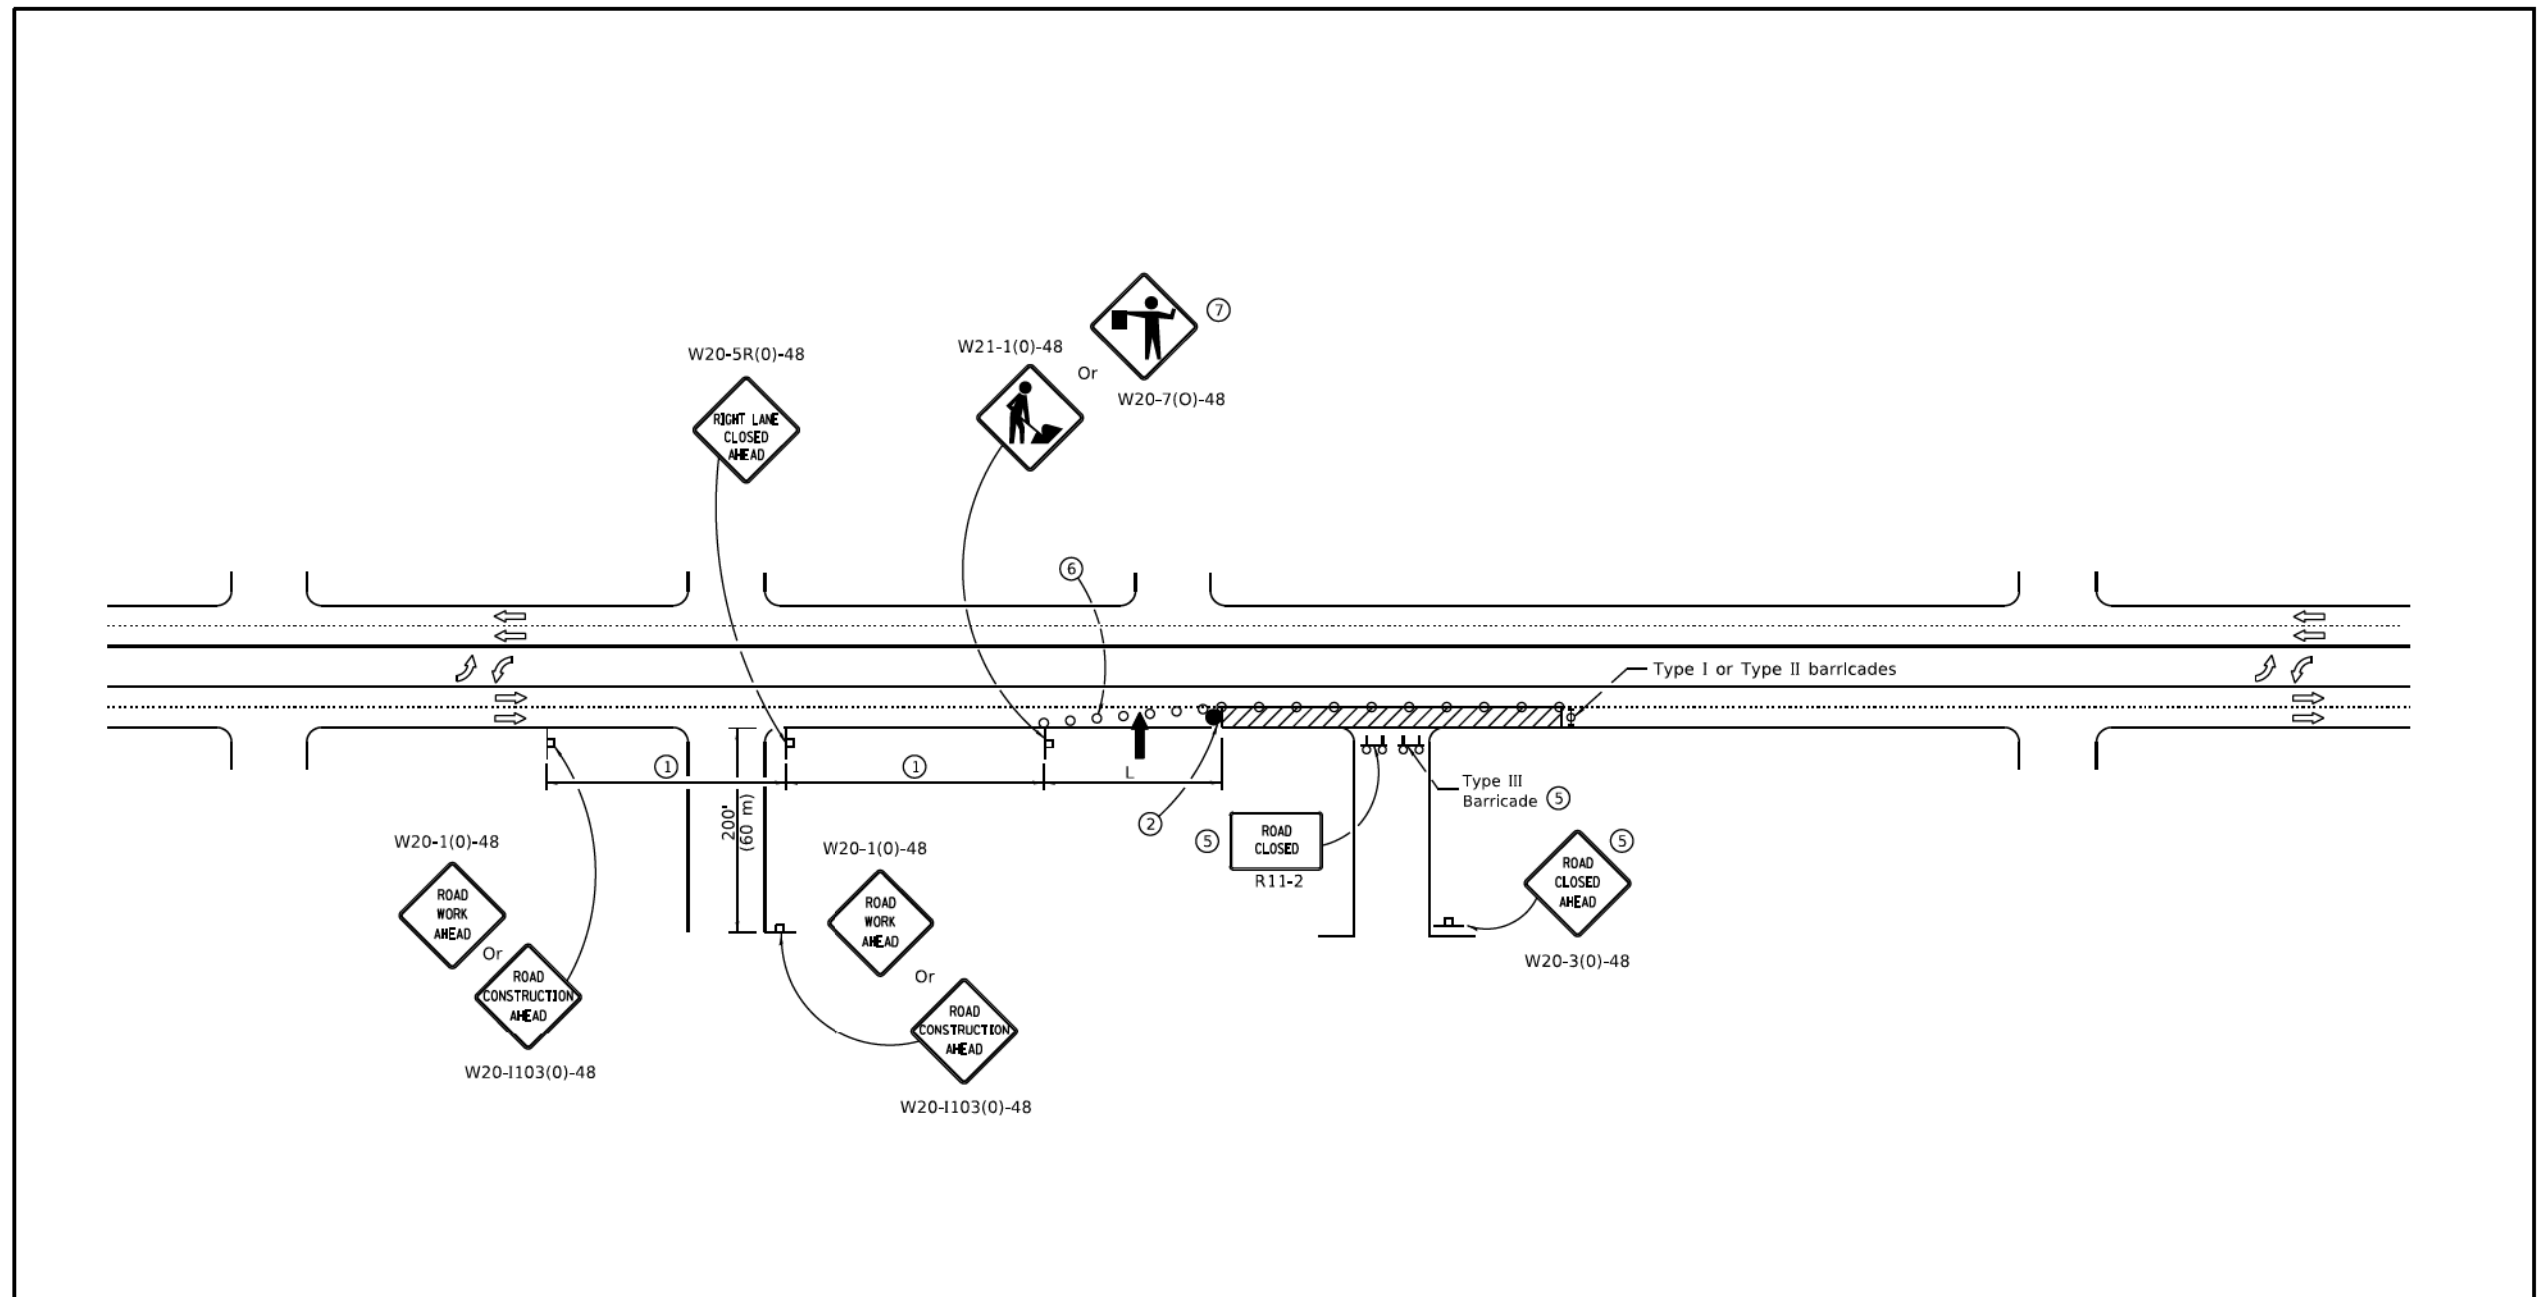 7
W21-1(0)-48
W20-5R(0)-48
Or
W20-7(O)-48
RIGHT LANE
CLOSED
AHEAD
6
Type I or Type II barricades
1
1
L
Type III
Barricade
5
200'
(60 m)
2
W20-1(0)-48
W20-1(0)-48
5
ROAD
CLOSED
R11-2
5
ROAD
CLOSED
AHEAD
W20-3(0)-48
ROAD
WORK
AHEAD
Or
ROAD
CONSTRUCTION
AHEAD
W20-I103(0)-48
ROAD
WORK
AHEAD
Or
ROAD
CONSTRUCTION
AHEAD
W20-I103(0)-48